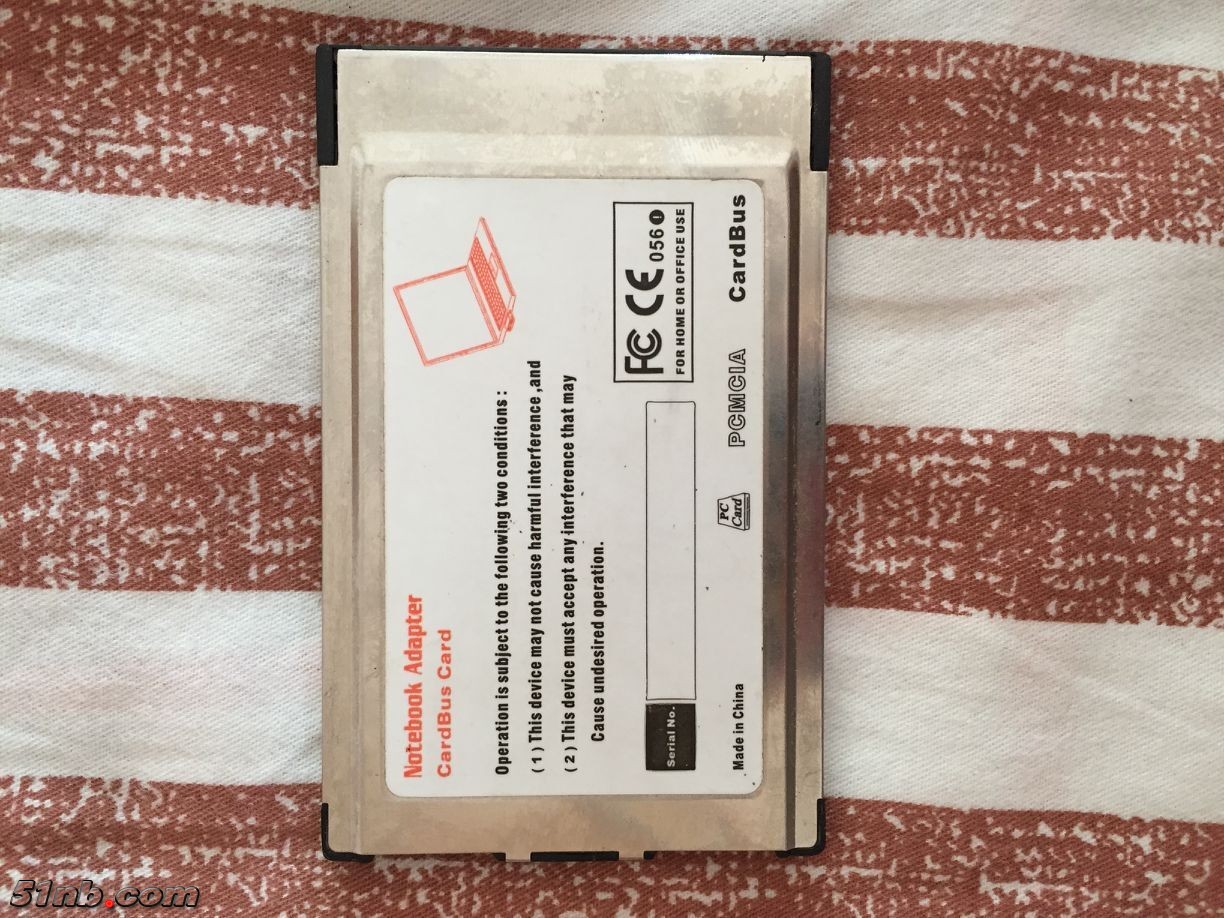 Notebook Adapter
CardBus Card
Operation is subject to the following two conditions :
( 1 ) This device may not cause harmful interference ,and
( 2 ) This device must accept any interference that may
Cause undesired operation.
Serial No.
FC CE 0560!
FOR HOME OR OFFICE USE
Made in China
PC
Card
PCMCIA
CardBus
51nb.com